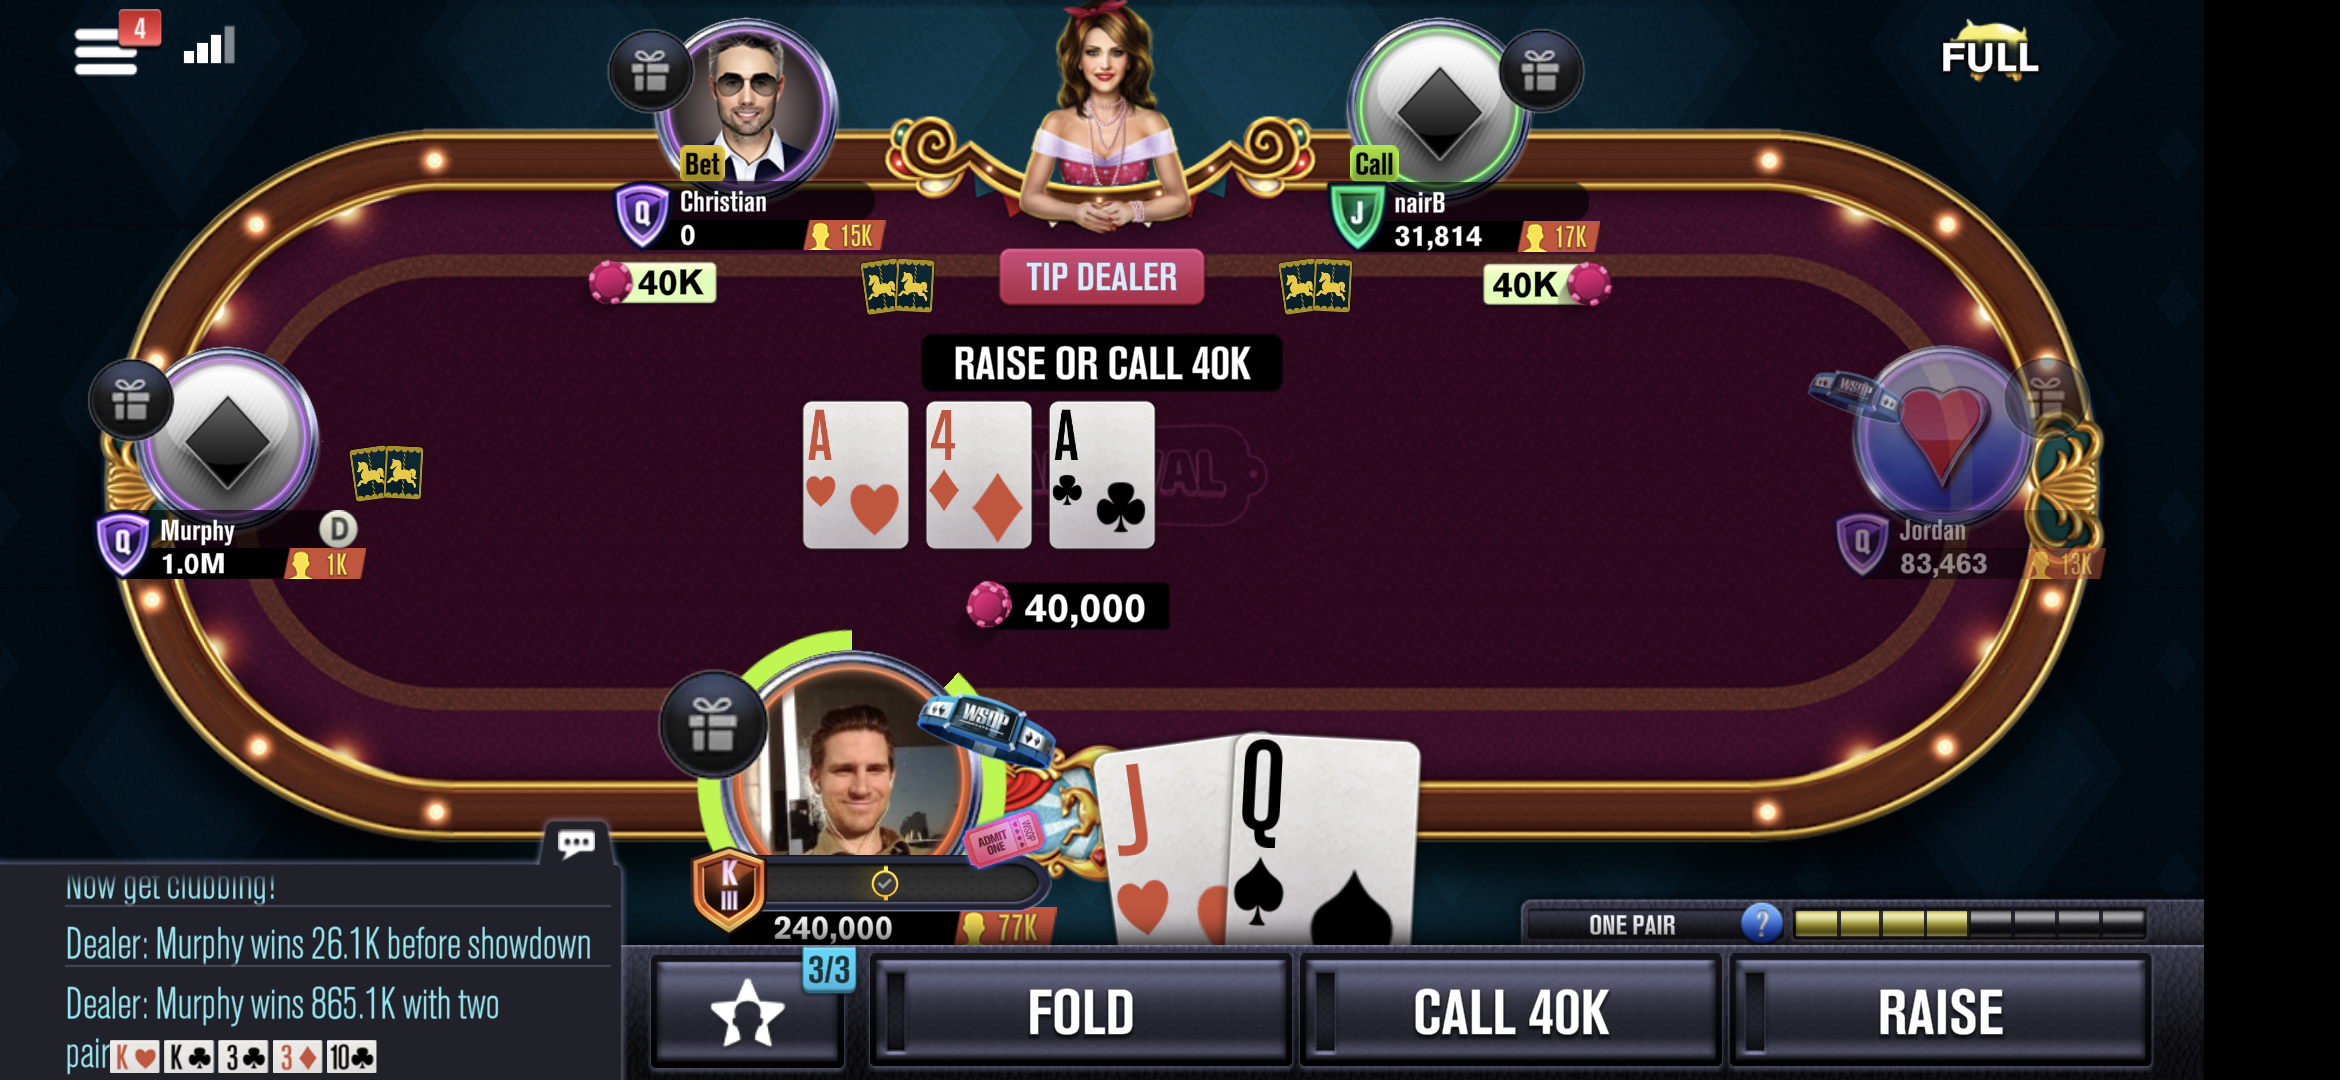 4
FULL
Bet
Call
Q
Christian
0
15K
J
nairB
31,814
17K
40K
TIP DEALER
40K
RAISE OR CALL 40K
A
4
A
WSOP
Murphy
D
Q
1.0M
1K
Q
Jordan
83,463
13K
40,000
WSOP
J
Q
ADMIT
ONE
WSOP
K
III
240,000
77K
Now get clubbing!
Dealer: Murphy wins 26.1K before showdown
Dealer: Murphy wins 865.1K with two
pair K♥ K♣ 3♣ 3♦ 10♣
ONE PAIR
?
3/3
FOLD
CALL 40K
RAISE